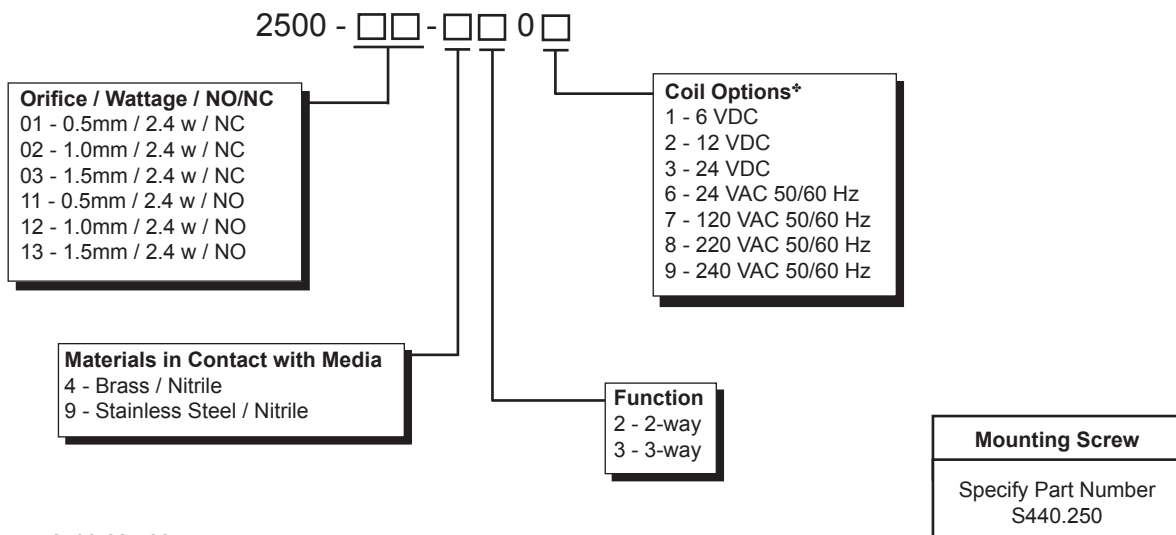 2500 - □□ - □□ 0 □
Orifice / Wattage / NO/NC
01 - 0.5mm / 2.4 w / NC
02 - 1.0mm / 2.4 w / NC
03 - 1.5mm / 2.4 w / NC
11 - 0.5mm / 2.4 w / NO
12 - 1.0mm / 2.4 w / NO
13 - 1.5mm / 2.4 w / NO
Coil Options✤
1 - 6 VDC
2 - 12 VDC
3 - 24 VDC
6 - 24 VAC 50/60 Hz
7 - 120 VAC 50/60 Hz
8 - 220 VAC 50/60 Hz
9 - 240 VAC 50/60 Hz
Materials in Contact with Media
4 - Brass / Nitrile
9 - Stainless Steel / Nitrile
Function
2 - 2-way
3 - 3-way
Mounting Screw
Specify Part Number
S440.250